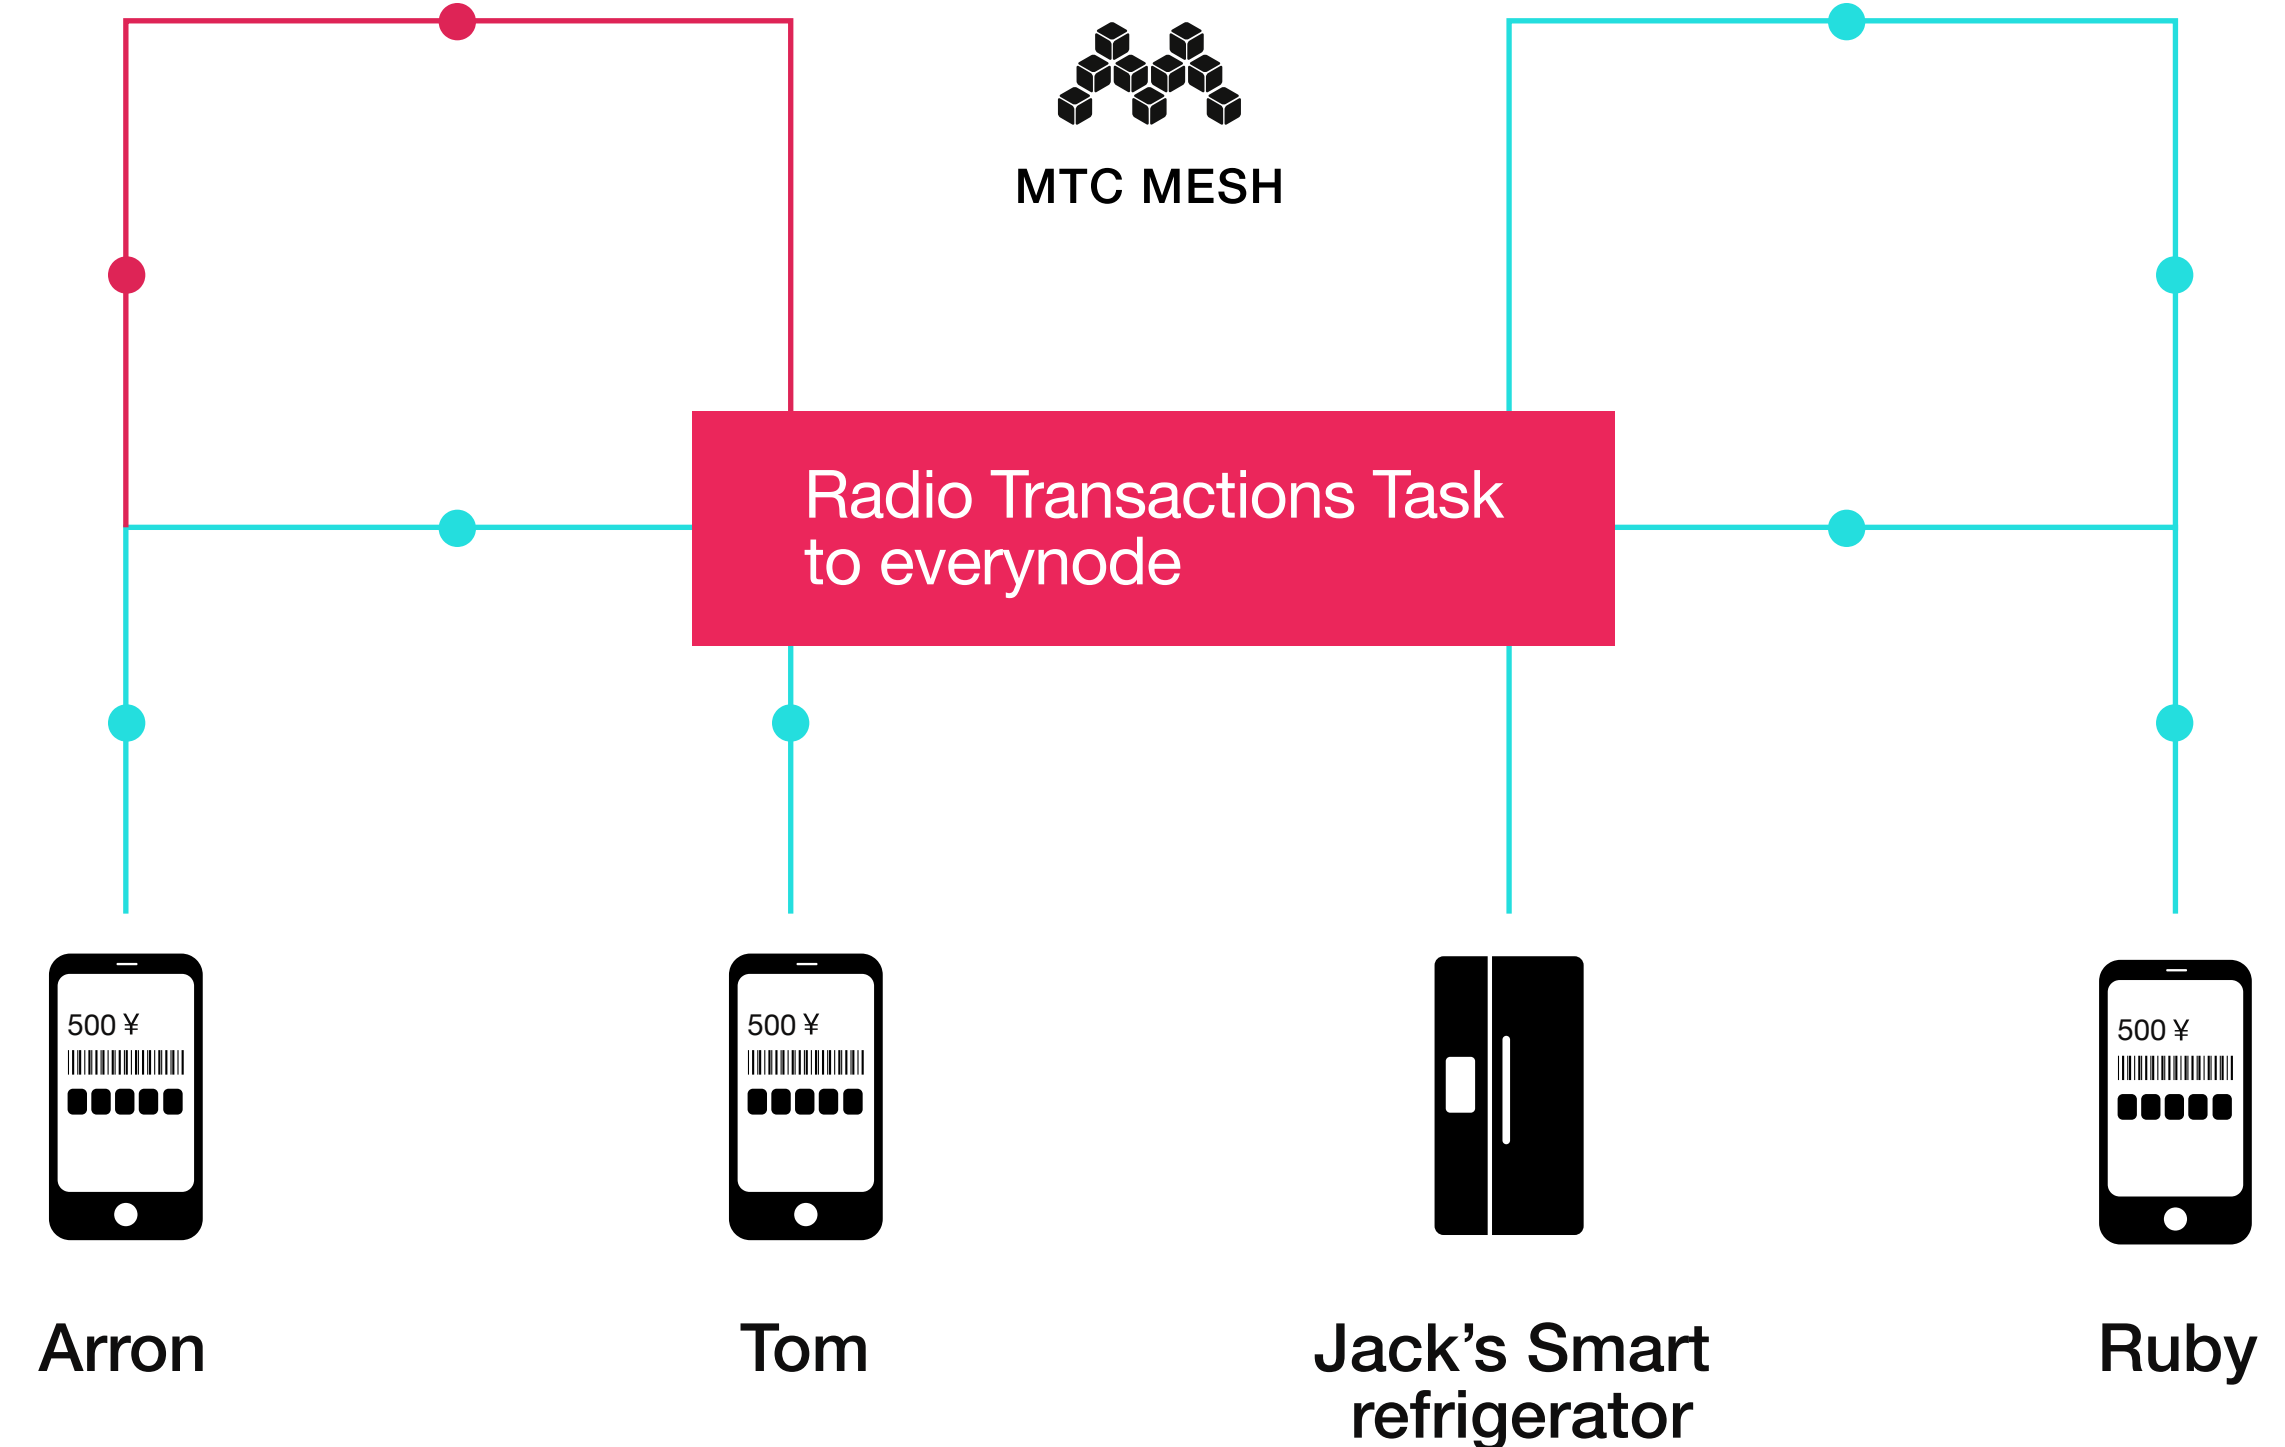 MTC MESH
Radio Transactions Task
to everynode
500 ¥
500 ¥
500 ¥
Arron
Tom
Jack’s Smart
refrigerator
Ruby